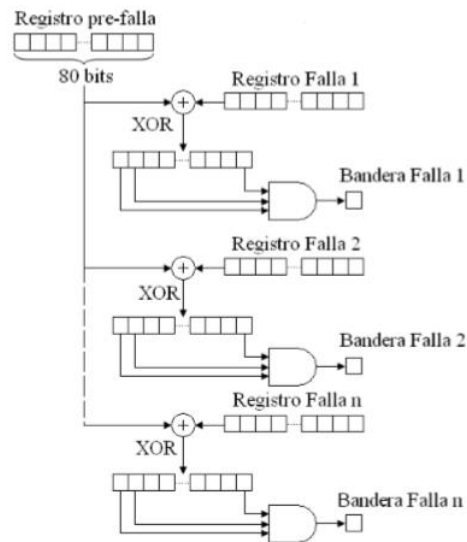 Registro pre-falla
80 bits
Registro Falla 1
XOR
Bandera Falla 1
Registro Falla 2
XOR
Bandera Falla 2
Registro Falla n
XOR
Bandera Falla n